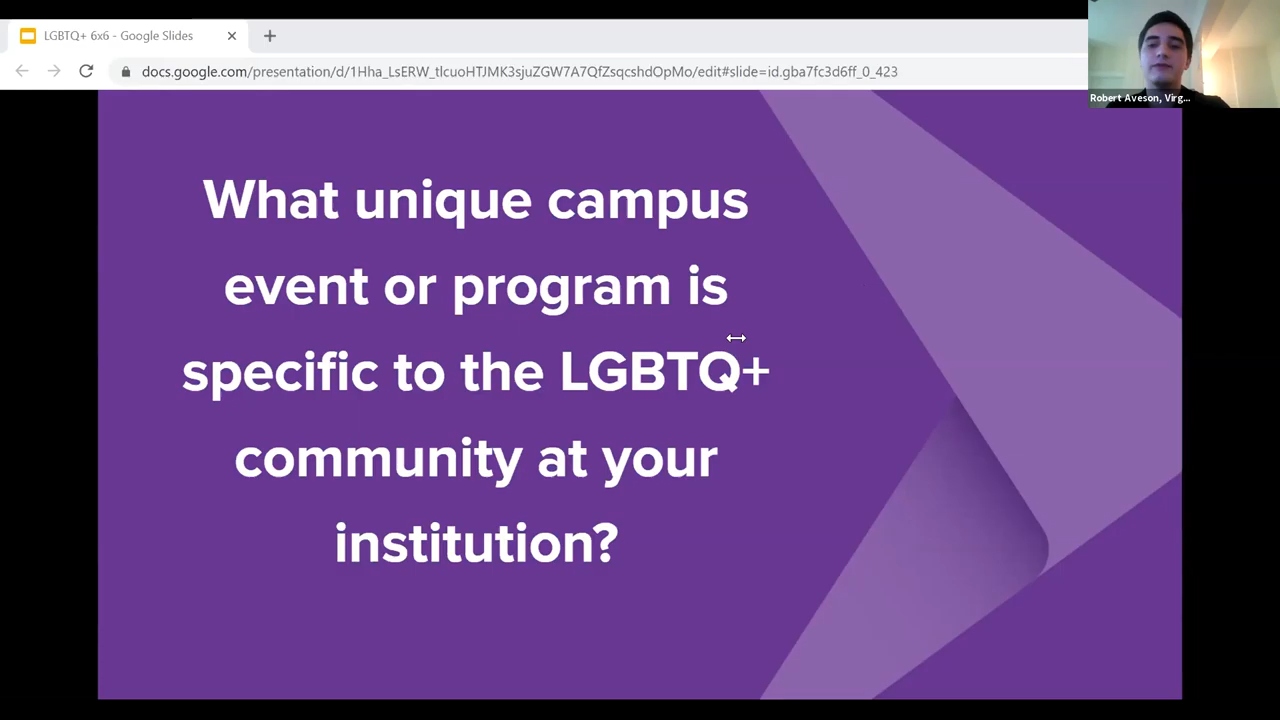 LGBTQ+ 6x6 - Google Slides
docs.google.com/presentation/d/1Hha_LsERW_tlcmnTJMK3sjuZGW7A7QfZsqcshdOpMo/edit#slide=id.gba7fc3d6ff_0_423
Robert Aveson, Virg...
What unique campus
event or program is
specific to the LGBTQ+
community at your
institution?